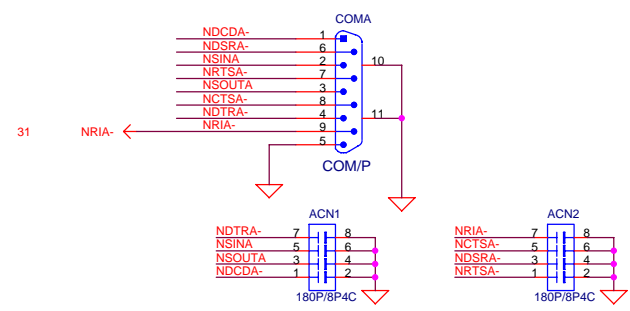 COMA
NDCDA- 1
NDSRA- 6
NSINA 2 10
NRTSA- 7
NSOUTA 3
NCTSA- 8
NDTRA- 4 11
31 NRIA- NRIA- 9
5
COM/P
ACN1 ACN2
NDTRA- 7 8 NRIA- 7 8
NSINA 5 6 NCTSA- 5 6
NSOUTA 3 4 NDSRA- 3 4
NDCDA- 1 2 NRTSA- 1 2
180P/8P4C 180P/8P4C